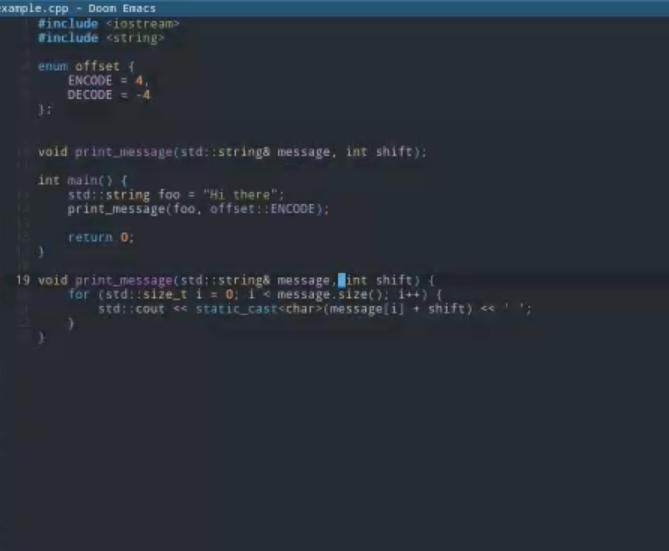 example.cpp - Doom Emacs
#include <iostream>
#include <string>
enum offset {
ENCODE = 4,
DECODE = -4
};
void print_message(std::string& message, int shift);
int main() {
std::string foo = "Hi there";
print_message(foo, offset::ENCODE);
return 0;
}
19 void print_message(std::string& message, int shift) {
for (std::size_t i = 0; i < message.size(); i++) {
std::cout << static_cast<char>(message[i] + shift) << ' ';
}
}